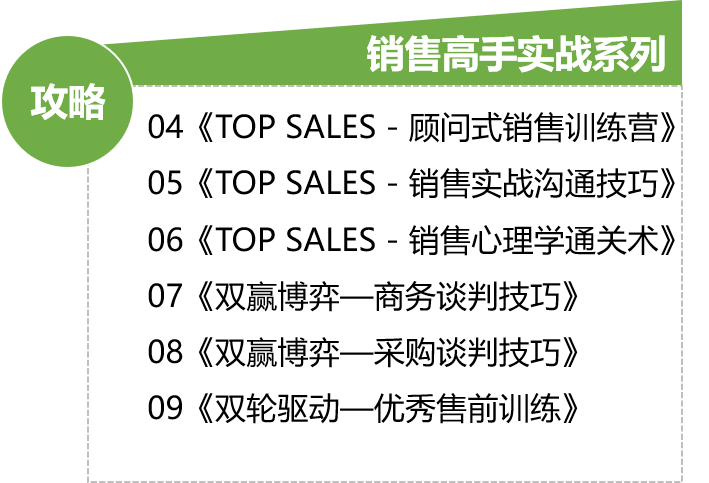 销售高手实战系列
攻略
04《TOP SALES - 顾问式销售训练营》
05《TOP SALES - 销售实战沟通技巧》
06《TOP SALES - 销售心理学通关术》
07《双赢博弈—商务谈判技巧》
08《双赢博弈—采购谈判技巧》
09《双轮驱动—优秀售前训练》